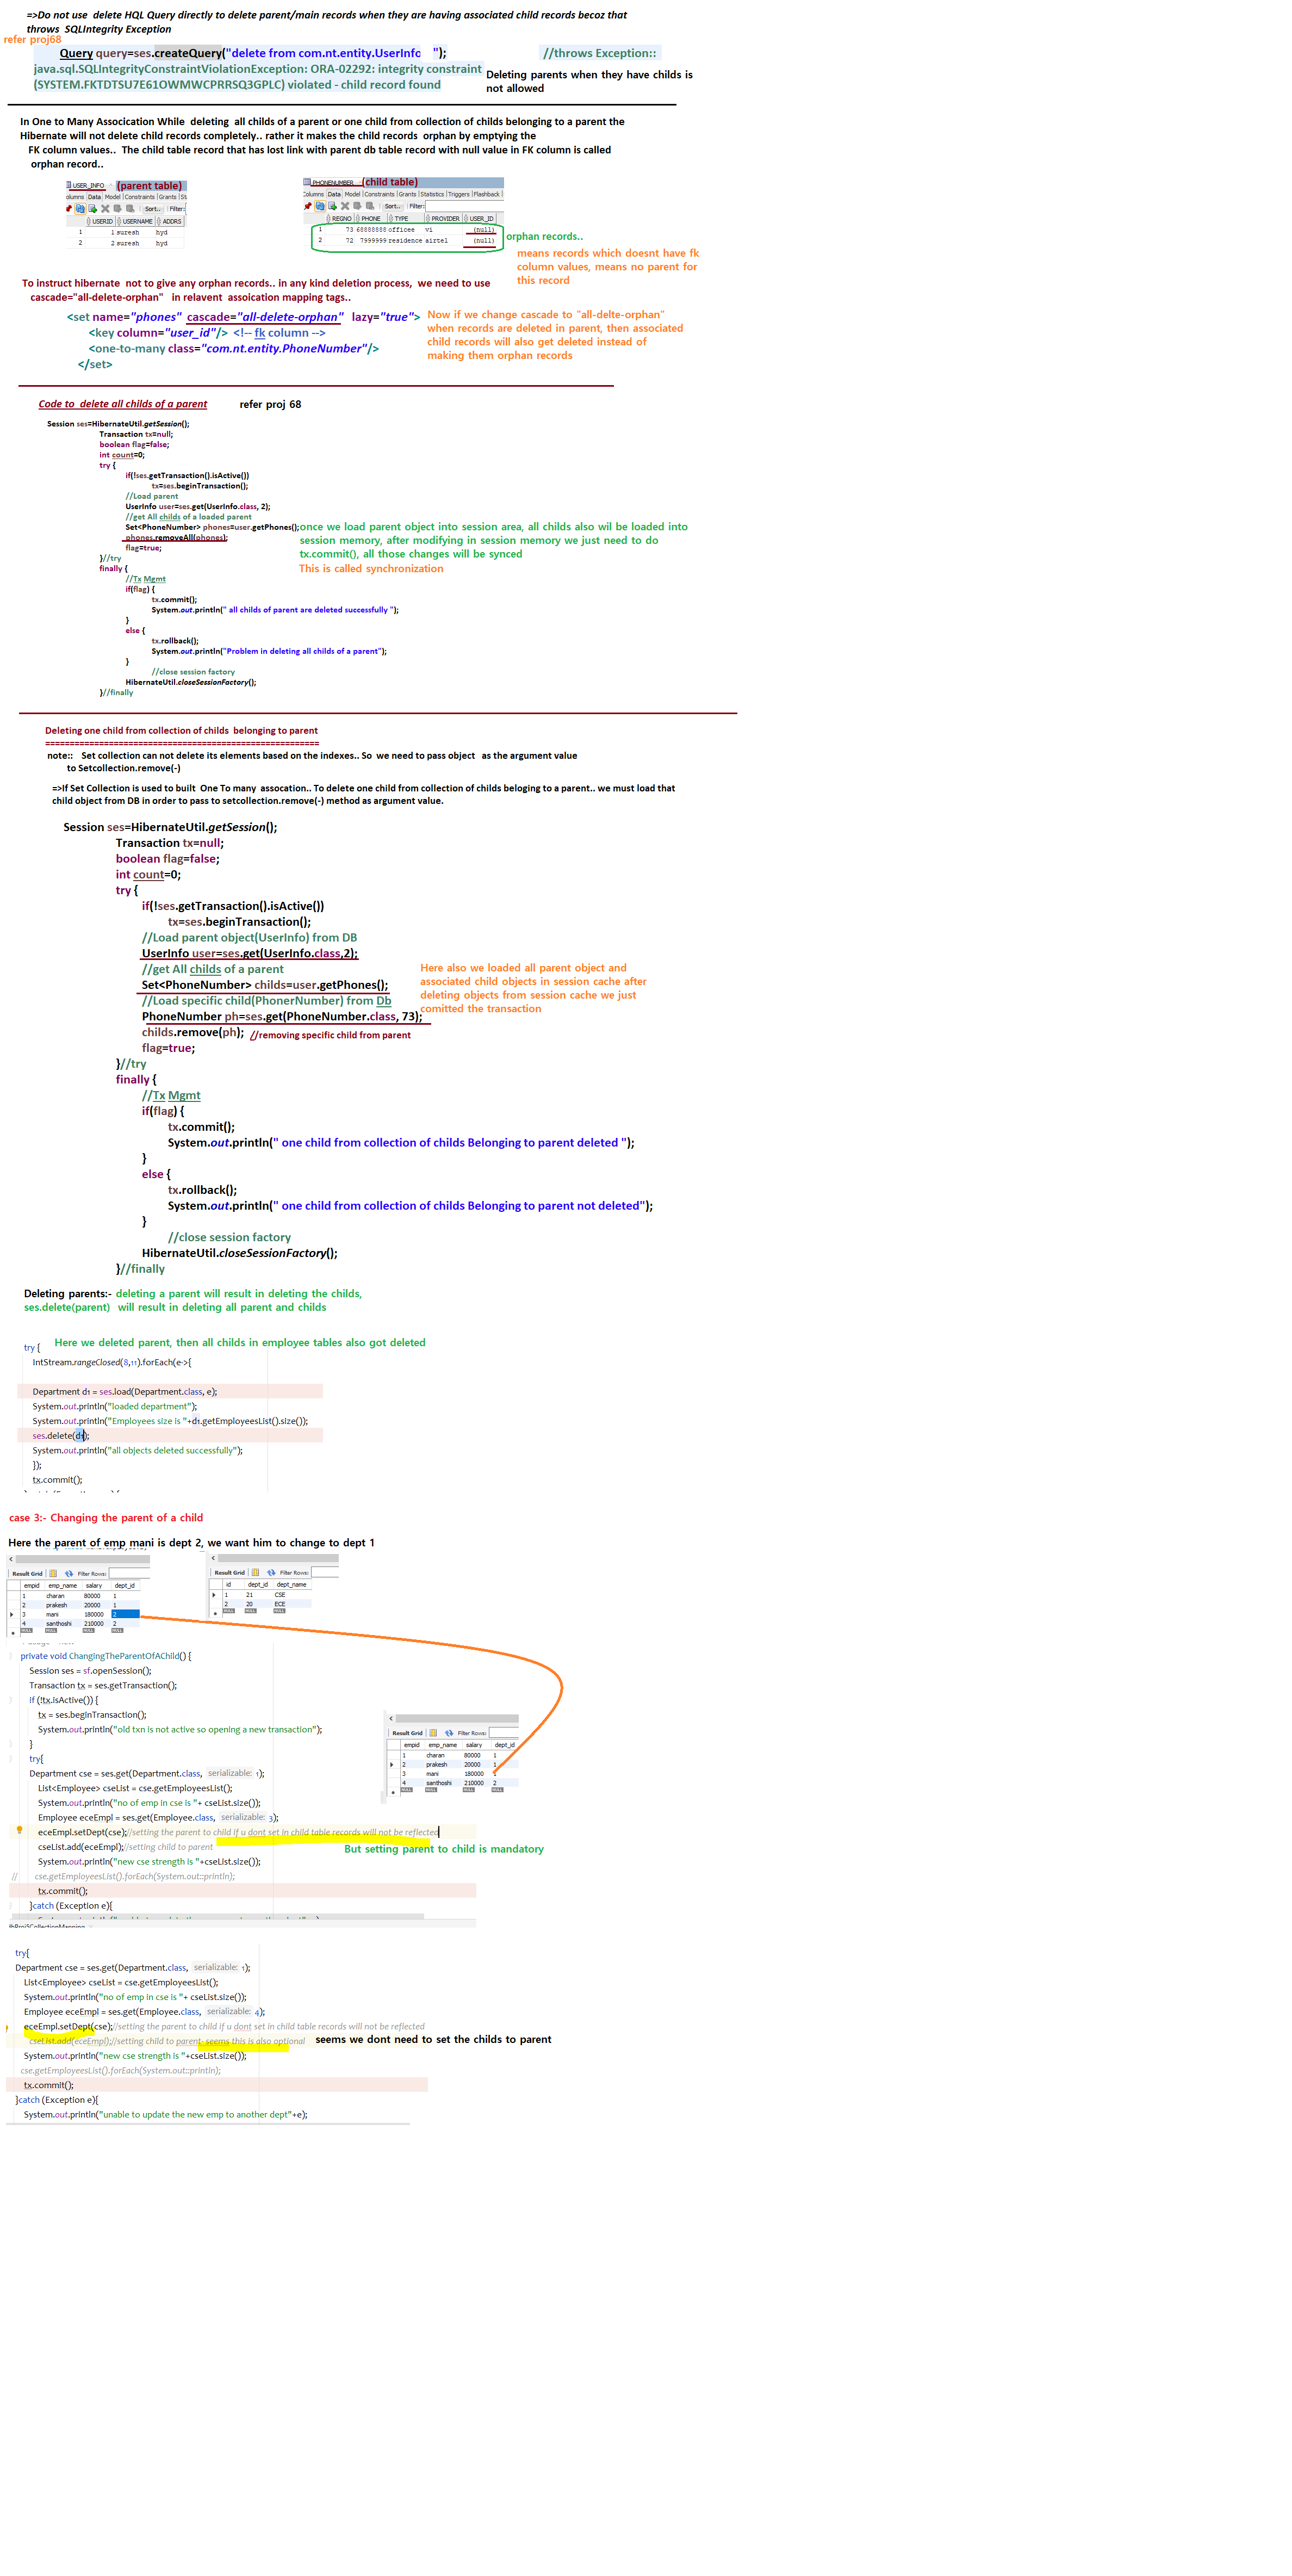 =>Do not use delete HQL Query directly to delete parent/main records when they are having associated child records becoz that
throws SQLIntegrity Exception
refer proj68
Query query=ses.createQuery("delete from com.nt.entity.UserInfo "); //throws Exception::
java.sql.SQLIntegrityConstraintViolationException: ORA-02292: integrity constraint
(SYSTEM.FKTDTSU7E61OWMWCPRRSQ3GPLC) violated - child record found
Deleting parents when they have childs is
not allowed
In One to Many Assocication While deleting all childs of a parent or one child from collection of childs belonging to a parent the
Hibernate will not delete child records completely.. rather it makes the child records orphan by emptying the
FK column values.. The child table record that has lost link with parent db table record with null value in FK column is called
orphan record..
USER_INFO (parent table)
olumns Data Model Constraints Grants St
Sort.. Filter:
USERID USERNAME ADDRS
1 1 suresh hyd
2 2 suresh hyd
PHONENUMBER (child table)
Columns Data Model Constraints Grants Statistics Triggers Flashback
Sort.. Filter:
REGNO PHONE TYPE PROVIDER USER_ID
1 73 68888888 officee vi (null)
2 72 7999999 residence airtel (null)
orphan records..
means records which doesnt have fk
column values, means no parent for
this record
To instruct hibernate not to give any orphan records.. in any kind deletion process, we need to use
cascade="all-delete-orphan" in relavent assoication mapping tags..
<set name="phones" cascade="all-delete-orphan" lazy="true">
<key column="user_id"/> <!-- fk column -->
<one-to-many class="com.nt.entity.PhoneNumber"/>
</set>
Now if we change cascade to "all-delte-orphan"
when records are deleted in parent, then associated
child records will also get deleted instead of
making them orphan records
Code to delete all childs of a parent refer proj 68
Session ses=HibernateUtil.getSession();
Transaction tx=null;
boolean flag=false;
int count=0;
try {
if(!ses.getTransaction().isActive())
tx=ses.beginTransaction();
//Load parent
UserInfo user=ses.get(UserInfo.class, 2);
//get All childs of a loaded parent
Set<PhoneNumber> phones=user.getPhones();
phones.removeAll(phones);
flag=true;
}//try
finally {
//Tx Mgmt
if(flag) {
tx.commit();
System.out.println(" all childs of parent are deleted successfully ");
}
else {
tx.rollback();
System.out.println("Problem in deleting all childs of a parent");
}
//close session factory
HibernateUtil.closeSessionFactory();
}//finally
once we load parent object into session area, all childs also wil be loaded into
session memory, after modifying in session memory we just need to do
tx.commit(), all those changes will be synced
This is called synchronization
Deleting one child from collection of childs belonging to parent
========================================================
note:: Set collection can not delete its elements based on the indexes.. So we need to pass object as the argument value
to Setcollection.remove(-)
=>If Set Collection is used to built One To many assocation.. To delete one child from collection of childs beloging to a parent.. we must load that
child object from DB in order to pass to setcollection.remove(-) method as argument value.
Session ses=HibernateUtil.getSession();
Transaction tx=null;
boolean flag=false;
int count=0;
try {
if(!ses.getTransaction().isActive())
tx=ses.beginTransaction();
//Load parent object(UserInfo) from DB
UserInfo user=ses.get(UserInfo.class,2);
//get All childs of a parent
Set<PhoneNumber> childs=user.getPhones();
//Load specific child(PhonerNumber) from Db
PhoneNumber ph=ses.get(PhoneNumber.class, 73);
childs.remove(ph); //removing specific child from parent
flag=true;
}//try
finally {
//Tx Mgmt
if(flag) {
tx.commit();
System.out.println(" one child from collection of childs Belonging to parent deleted ");
}
else {
tx.rollback();
System.out.println(" one child from collection of childs Belonging to parent not deleted");
}
//close session factory
HibernateUtil.closeSessionFactory();
}//finally
Here also we loaded all parent object and
associated child objects in session cache after
deleting objects from session cache we just
comitted the transaction
Deleting parents:- deleting a parent will result in deleting the childs,
ses.delete(parent) will result in deleting all parent and childs
Here we deleted parent, then all childs in employee tables also got deleted
try {
IntStream.rangeClosed(8,11).forEach(e->{
Department d1 = ses.load(Department.class, e);
System.out.println("loaded department");
System.out.println("Employees size is "+d1.getEmployeesList().size());
ses.delete(d1);
System.out.println("all objects deleted successfully");
});
tx.commit();
case 3:- Changing the parent of a child
Here the parent of emp mani is dept 2, we want him to change to dept 1
Result Grid Filter Rows:
empid emp_name salary dept_id
1 charan 80000 1
2 prakesh 20000 1
3 mani 180000 2
4 santhoshi 210000 2
NULL NULL NULL NULL
Result Grid Filter Rows:
id dept_id dept_name
1 21 CSE
2 20 ECE
NULL NULL NULL
private void ChangingTheParentOfAChild() {
Session ses = sf.openSession();
Transaction tx = ses.getTransaction();
if (!tx.isActive()) {
tx = ses.beginTransaction();
System.out.println("old txn is not active so opening a new transaction");
}
try{
Department cse = ses.get(Department.class, serializable: 1);
List<Employee> cseList = cse.getEmployeesList();
System.out.println("no of emp in cse is "+ cseList.size());
Employee eceEmpl = ses.get(Employee.class, serializable: 3);
eceEmpl.setDept(cse);//setting the parent to child if u dont set in child table records will not be reflected
cseList.add(eceEmpl);//setting child to parent
System.out.println("new cse strength is "+cseList.size());
// cse.getEmployeesList().forEach(System.out::println);
tx.commit();
}catch (Exception e){
Result Grid Filter Rows:
empid emp_name salary dept_id
1 charan 80000 1
2 prakesh 20000 1
3 mani 180000 1
4 santhoshi 210000 2
NULL NULL NULL NULL
But setting parent to child is mandatory
try{
Department cse = ses.get(Department.class, serializable: 1);
List<Employee> cseList = cse.getEmployeesList();
System.out.println("no of emp in cse is "+ cseList.size());
Employee eceEmpl = ses.get(Employee.class, serializable: 4);
eceEmpl.setDept(cse);//setting the parent to child if u dont set in child table records will not be reflected
cseList.add(eceEmpl);//setting child to parent- seems this is also optional
System.out.println("new cse strength is "+cseList.size());
cse.getEmployeesList().forEach(System.out::println);
tx.commit();
}catch (Exception e){
System.out.println("unable to update the new emp to another dept"+e);
seems we dont need to set the childs to parent